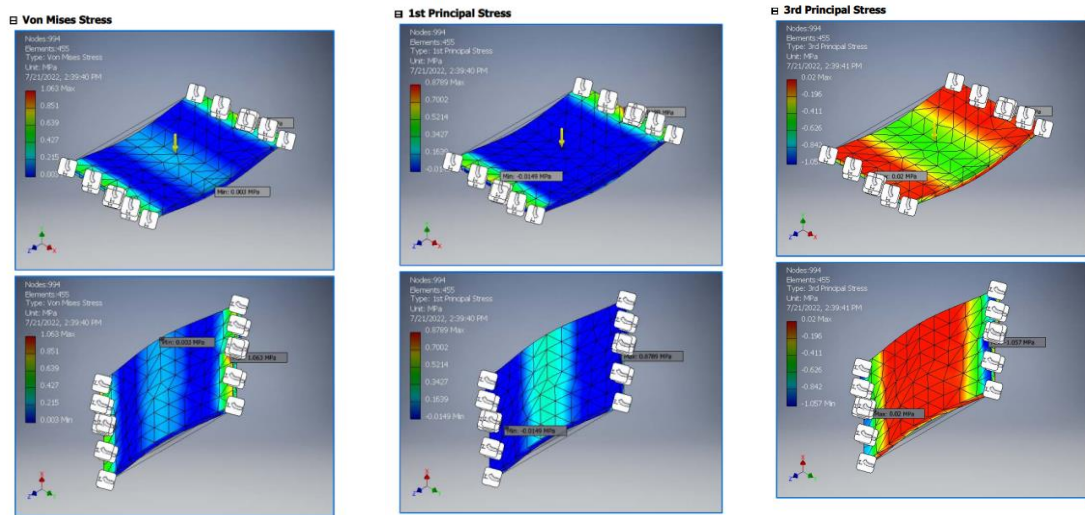 Von Mises Stress
Nodes:994
Elements:455
Type: Von Mises Stress
Unit: MPa
7/21/2022, 2:39:40 PM
1.063 Max
0.851
0.639
0.427
0.215
0.003 Min
Min: 0.003 MPa
Nodes:994
Elements:455
Type: Von Mises Stress
Unit: MPa
7/21/2022, 2:39:40 PM
1.063 Max
0.851
0.639
0.427
0.215
0.003 Min
Min: 0.003 MPa
1.063 MPa
1st Principal Stress
Nodes:994
Elements:455
Type: 1st Principal Stress
Unit: MPa
7/21/2022, 2:39:40 PM
0.8789 Max
0.7002
0.5214
0.3427
0.1639
Min: -0.0149 MPa
Nodes:994
Elements:455
Type: 1st Principal Stress
Unit: MPa
7/21/2022, 2:39:40 PM
0.8789 Max
0.7002
0.5214
0.3427
0.1639
-0.0149 Min
Max: 0.8789 MPa
Min: -0.0149 MPa
3rd Principal Stress
Nodes:994
Elements:455
Type: 3rd Principal Stress
Unit: MPa
7/21/2022, 2:39:41 PM
0.02 Max
-0.196
-0.411
-0.626
-0.842
0.02 MPa
Nodes:994
Elements:455
Type: 3rd Principal Stress
Unit: MPa
7/21/2022, 2:39:41 PM
0.02 Max
-0.196
-0.411
-0.626
-0.842
-1.057 Min
-1.057 MPa
Max: 0.02 MPa